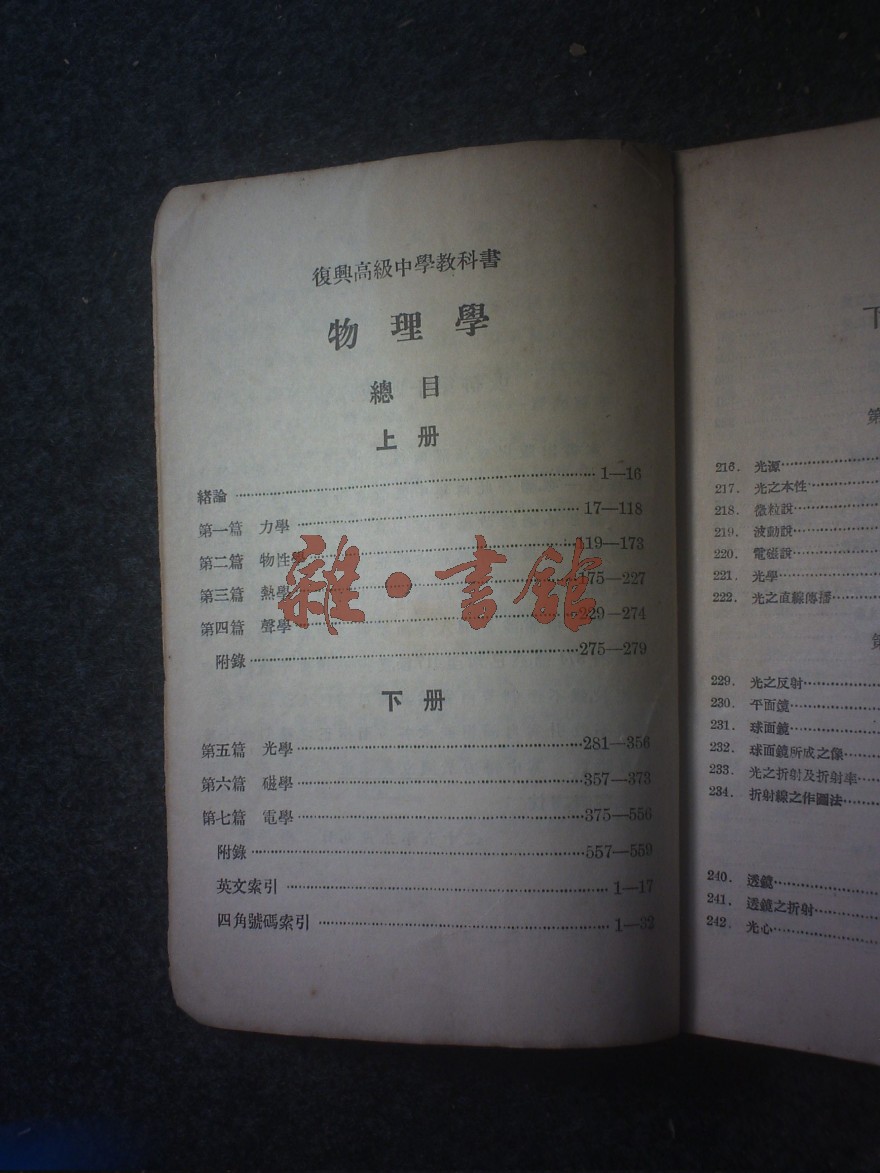 復興高級中學教科書
物理學
總目
上册
緒論 1—16
第一篇 力學 17—118
第二篇 物性學 119—173
第三篇 熱學 175—227
第四篇 聲學 229—274
附錄 275—279
下册
第五篇 光學 281—356
第六篇 磁學 357—373
第七篇 電學 375—556
附錄 557—559
英文索引 1—17
四角號碼索引 1—32
雜·書館
下
第
216. 光源
217. 光之本性
218. 微粒說
219. 波動說
220. 電磁說
221. 光學
222. 光之直線傳播
第
229. 光之反射
230. 平面鏡
231. 球面鏡
232. 球面鏡所成之像
233. 光之折射及折射率
234. 折射線之作圖法
240. 透鏡
241. 透鏡之折射
242. 光心